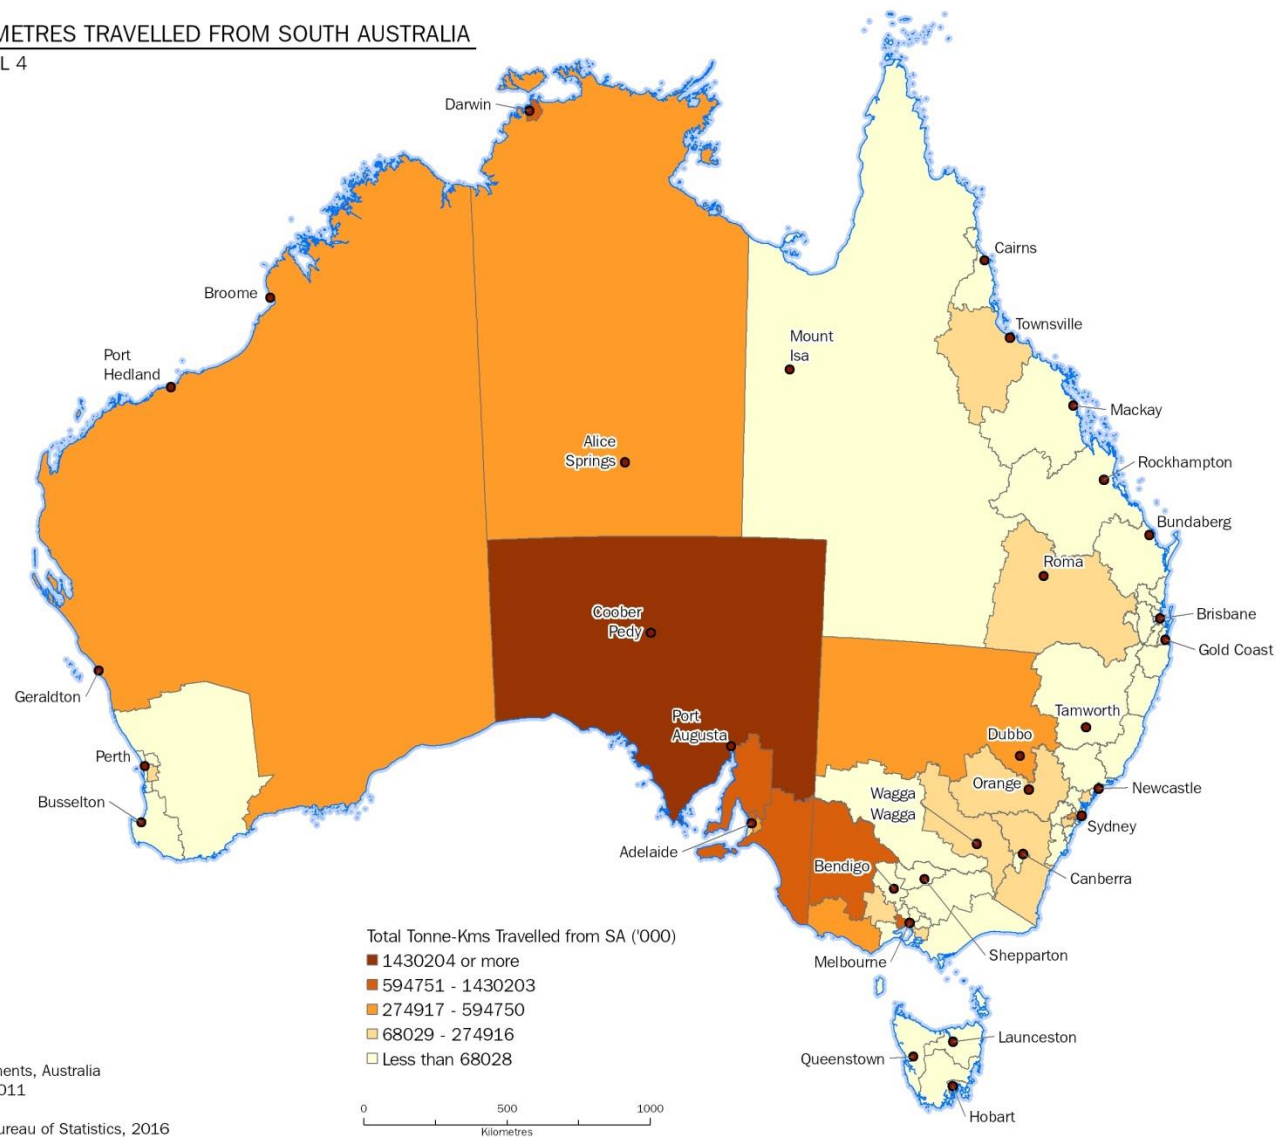 METRES TRAVELLED FROM SOUTH AUSTRALIA
L 4
Darwin
Cairns
Broome
Townsville
Mount
Isa
Port
Hedland
Mackay
Alice
Springs
Rockhampton
Bundaberg
Roma
Coober
Pedy
Brisbane
Gold Coast
Geraldton
Port
Augusta
Tamworth
Dubbo
Perth
Orange
Newcastle
Wagga
Wagga
Busselton
Sydney
Adelaide
Bendigo
Canberra
Total Tonne-Kms Travelled from SA ('000)
1430204 or more
594751 - 1430203
274917 - 594750
68029 - 274916
Less than 68028
Melbourne
Shepparton
Launceston
Queenstown
Hobart
ments, Australia
011
ureau of Statistics, 2016
0 500 1000
Kilometres